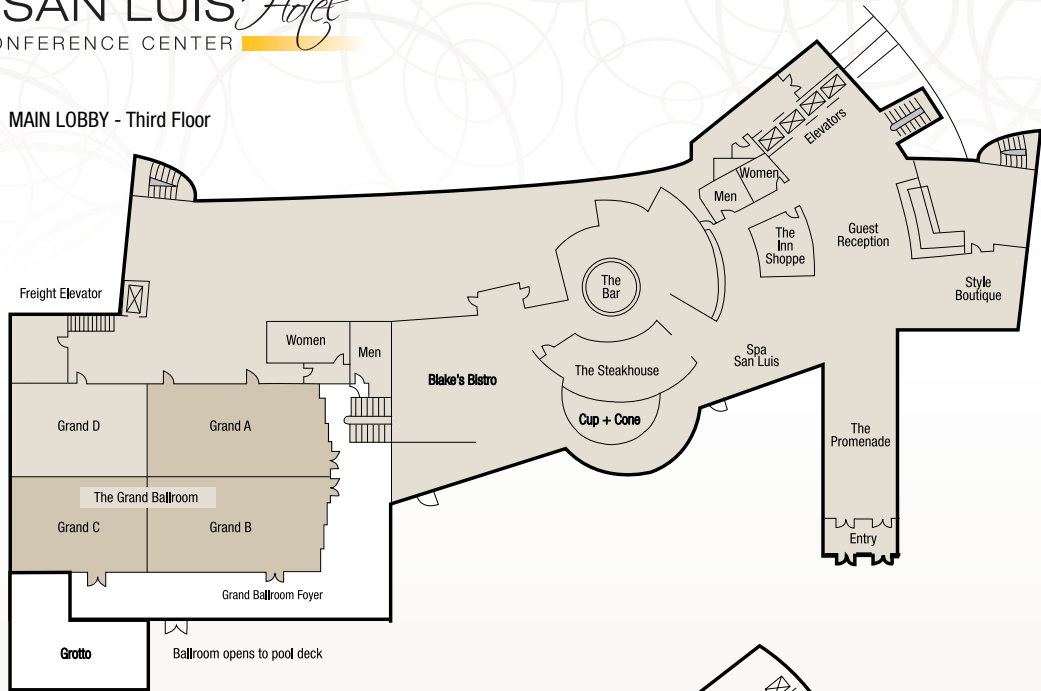 SAN LUIS Hotel
CONFERENCE CENTER
MAIN LOBBY - Third Floor
Elevators
Women
Men
The
Inn
Shoppe
Guest
Reception
Style
Boutique
The
Bar
Freight Elevator
Women
Men
Blake's Bistro
The Steakhouse
Cup + Cone
Spa
San Luis
The
Promenade
Entry
Grand D
Grand A
The Grand Ballroom
Grand C
Grand B
Grand Ballroom Foyer
Grotto
Ballroom opens to pool deck